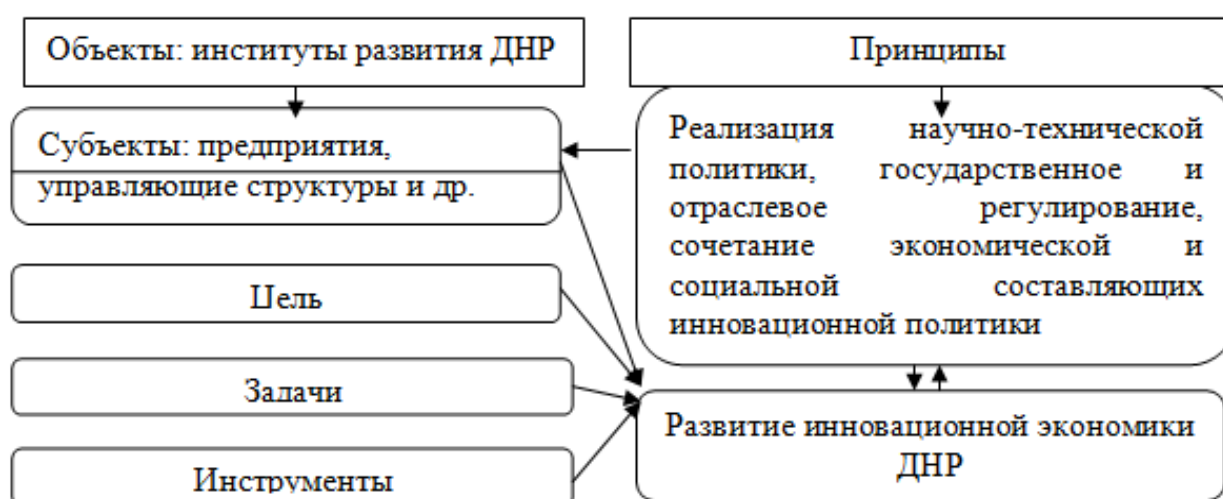 Объекты: институты развития ДНР
Принципы
Субъекты: предприятия,
управляющие структуры и др.
Реализация научно-технической
политики, государственное и
отраслевое регулирование,
сочетание экономической и
социальной составляющих
инновационной политики
Цель
Задачи
Инструменты
Развитие инновационной экономики
ДНР